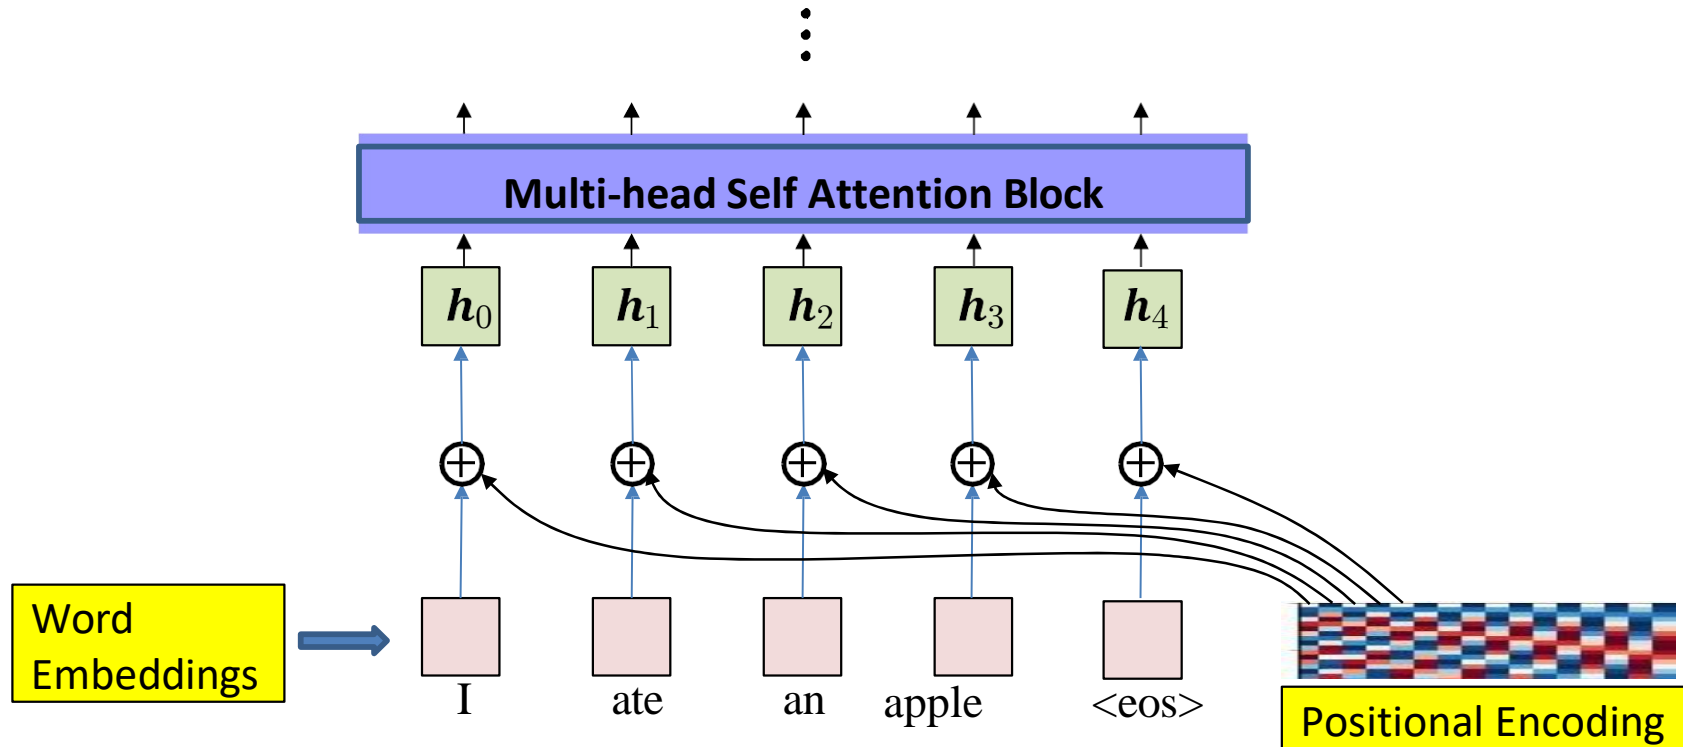 Multi-head Self Attention Block
h₀ h₁ h₂ h₃ h₄
Word
Embeddings
I ate an apple <eos>
Positional Encoding